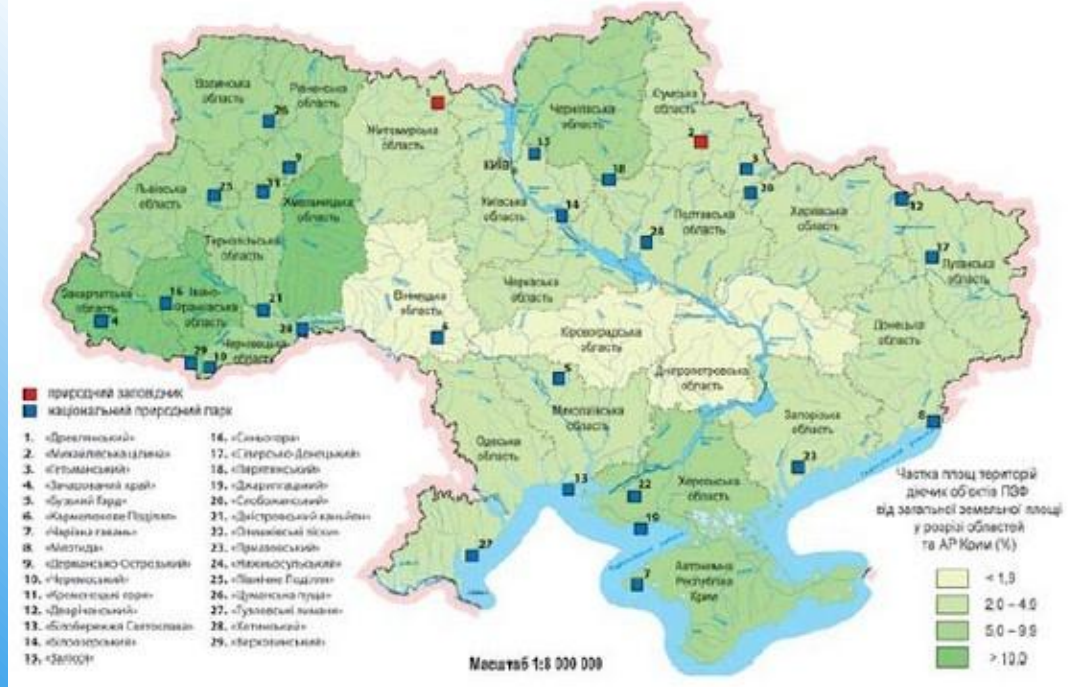 Волинська
область
Рівненська
область
Житомирська
область
Чернігівська
область
Сумська
область
Львівська
область
Хмельницька
область
КИЇВ
Київська
область
Полтавська
область
Харківська
область
Луганська
область
Тернопільська
область
Закарпатська
область
Івано-
Франківська
область
Чернівецька
область
Вінницька
область
Черкаська
область
Кіровоградська
область
Дніпропетровська
область
Донецька
область
Запорізька
область
Миколаївська
область
Одеська
область
Херсонська
область
Автономна
Республіка
Крим
природний заповідник
національний природний парк
1. «Древлянський»
2. «Михайлівська цілина»
3. «Гетьманський»
4. «Зачарований край»
5. «Бузький Гард»
6. «Кармелюкове Поділля»
7. «Чарівна гавань»
8. «Меотида»
9. «Дермансько-Острозький»
10. «Черемоський»
11. «Кременецькі гори»
12. «Дворічанський»
13. «Білобережжя Святослава»
14. «Білоозерський»
15. «Залісся»
16. «Синьогора»
17. «Сіверсько-Донецький»
18. «Пирятинський»
19. «Джарилгацький»
20. «Слобожанський»
21. «Дністровський каньйон»
22. «Олешківські піски»
23. «Приазовський»
24. «Нижньосульський»
25. «Північне Поділля»
26. «Цуманська пуща»
27. «Тузловські лимани»
28. «Хотинський»
29. «Верховинський»
Частка площ територій
діючих об'єктів ПЗФ
від загальної земельної площі
у розрізі областей
та АР Крим (%)
< 1,9
2,0 – 4,9
5,0 – 9,9
> 10,0
Масштаб 1:8 000 000